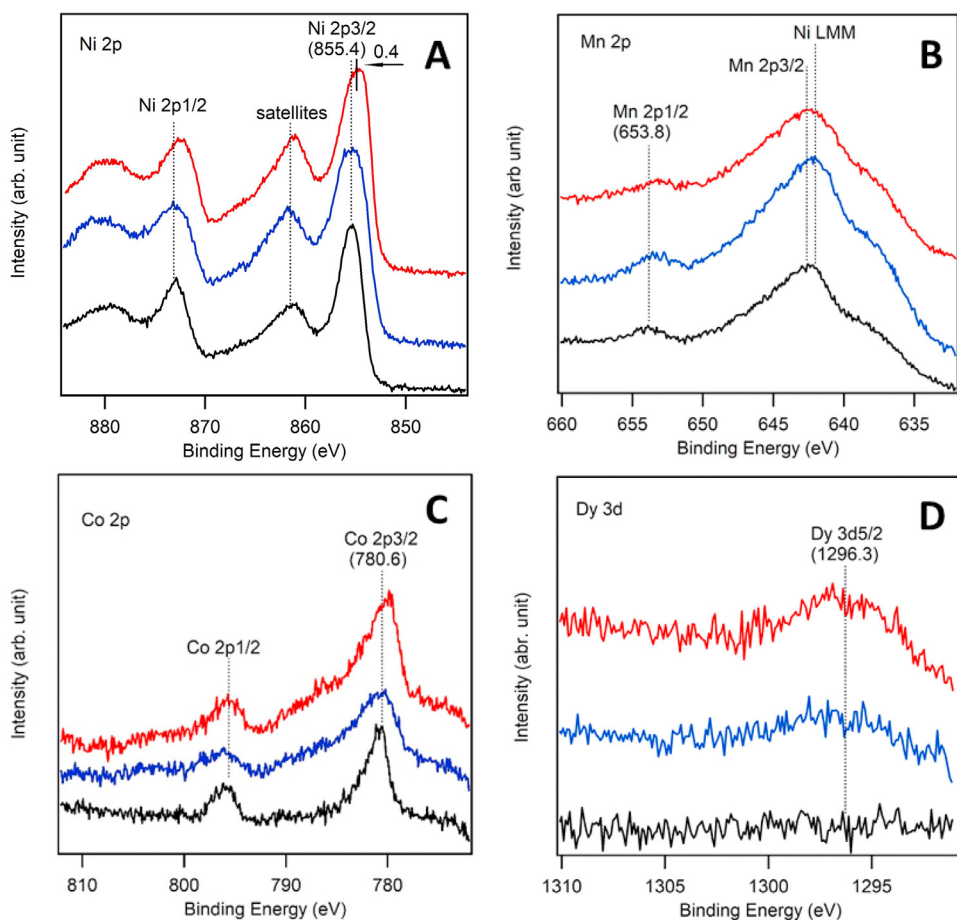 Ni 2p
Ni 2p3/2
(855.4)
0.4
A
Ni 2p1/2
satellites
Intensity (arb. unit)
880
870
860
850
Binding Energy (eV)
Mn 2p
Ni LMM
B
Mn 2p3/2
Mn 2p1/2
(653.8)
Intensity (arb unit)
660
655
650
645
640
635
Binding Energy (eV)
Co 2p
C
Co 2p3/2
(780.6)
Co 2p1/2
Intensity (arb. unit)
810
800
790
780
Binding Energy (eV)
Dy 3d
D
Dy 3d5/2
(1296.3)
Intensity (abr. unit)
1310
1305
1300
1295
Binding Energy (eV)